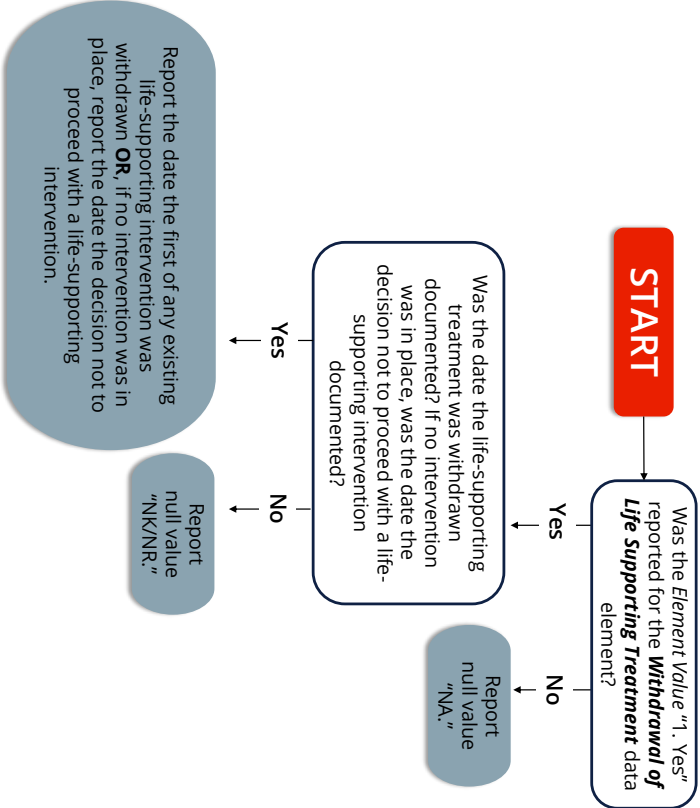 START
Was the Element Value “1. Yes”
reported for the Withdrawal of
Life Supporting Treatment data
element?
Yes
No
Report
null value
“NA.”
Was the date the life-supporting
treatment was withdrawn
documented? If no intervention
was in place, was the date the
decision not to proceed with a life-
supporting intervention
documented?
Yes
No
Report the date the first of any existing
life-supporting intervention was
withdrawn OR, if no intervention was in
place, report the date the decision not to
proceed with a life-supporting
intervention.
Report
null value
“NK/NR.”